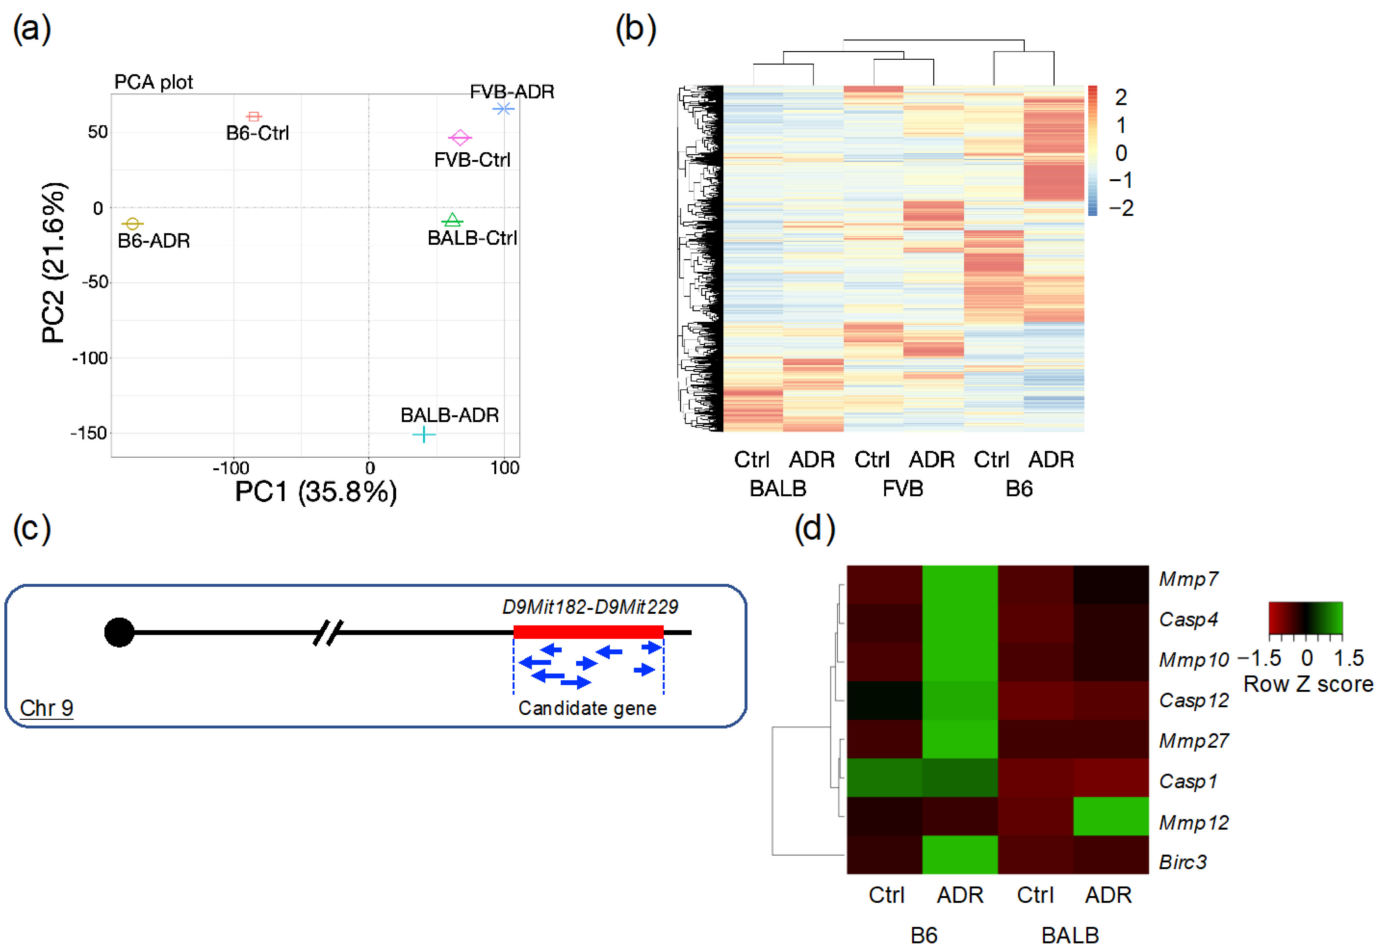 (a)
PCA plot
FVB-ADR
B6-Ctrl
FVB-Ctrl
B6-ADR
BALB-Ctrl
BALB-ADR
50
0
-50
-100
-150
PC2 (21.6%)
-100
0
100
PC1 (35.8%)
(b)
2
1
0
−1
−2
Ctrl ADR Ctrl ADR Ctrl ADR
BALB FVB B6
(c)
D9Mit182-D9Mit229
Candidate gene
Chr 9
(d)
Mmp7
Casp4
Mmp10
Casp12
Mmp27
Casp1
Mmp12
Birc3
−1.5 0 1.5
Row Z score
Ctrl ADR Ctrl ADR
B6 BALB